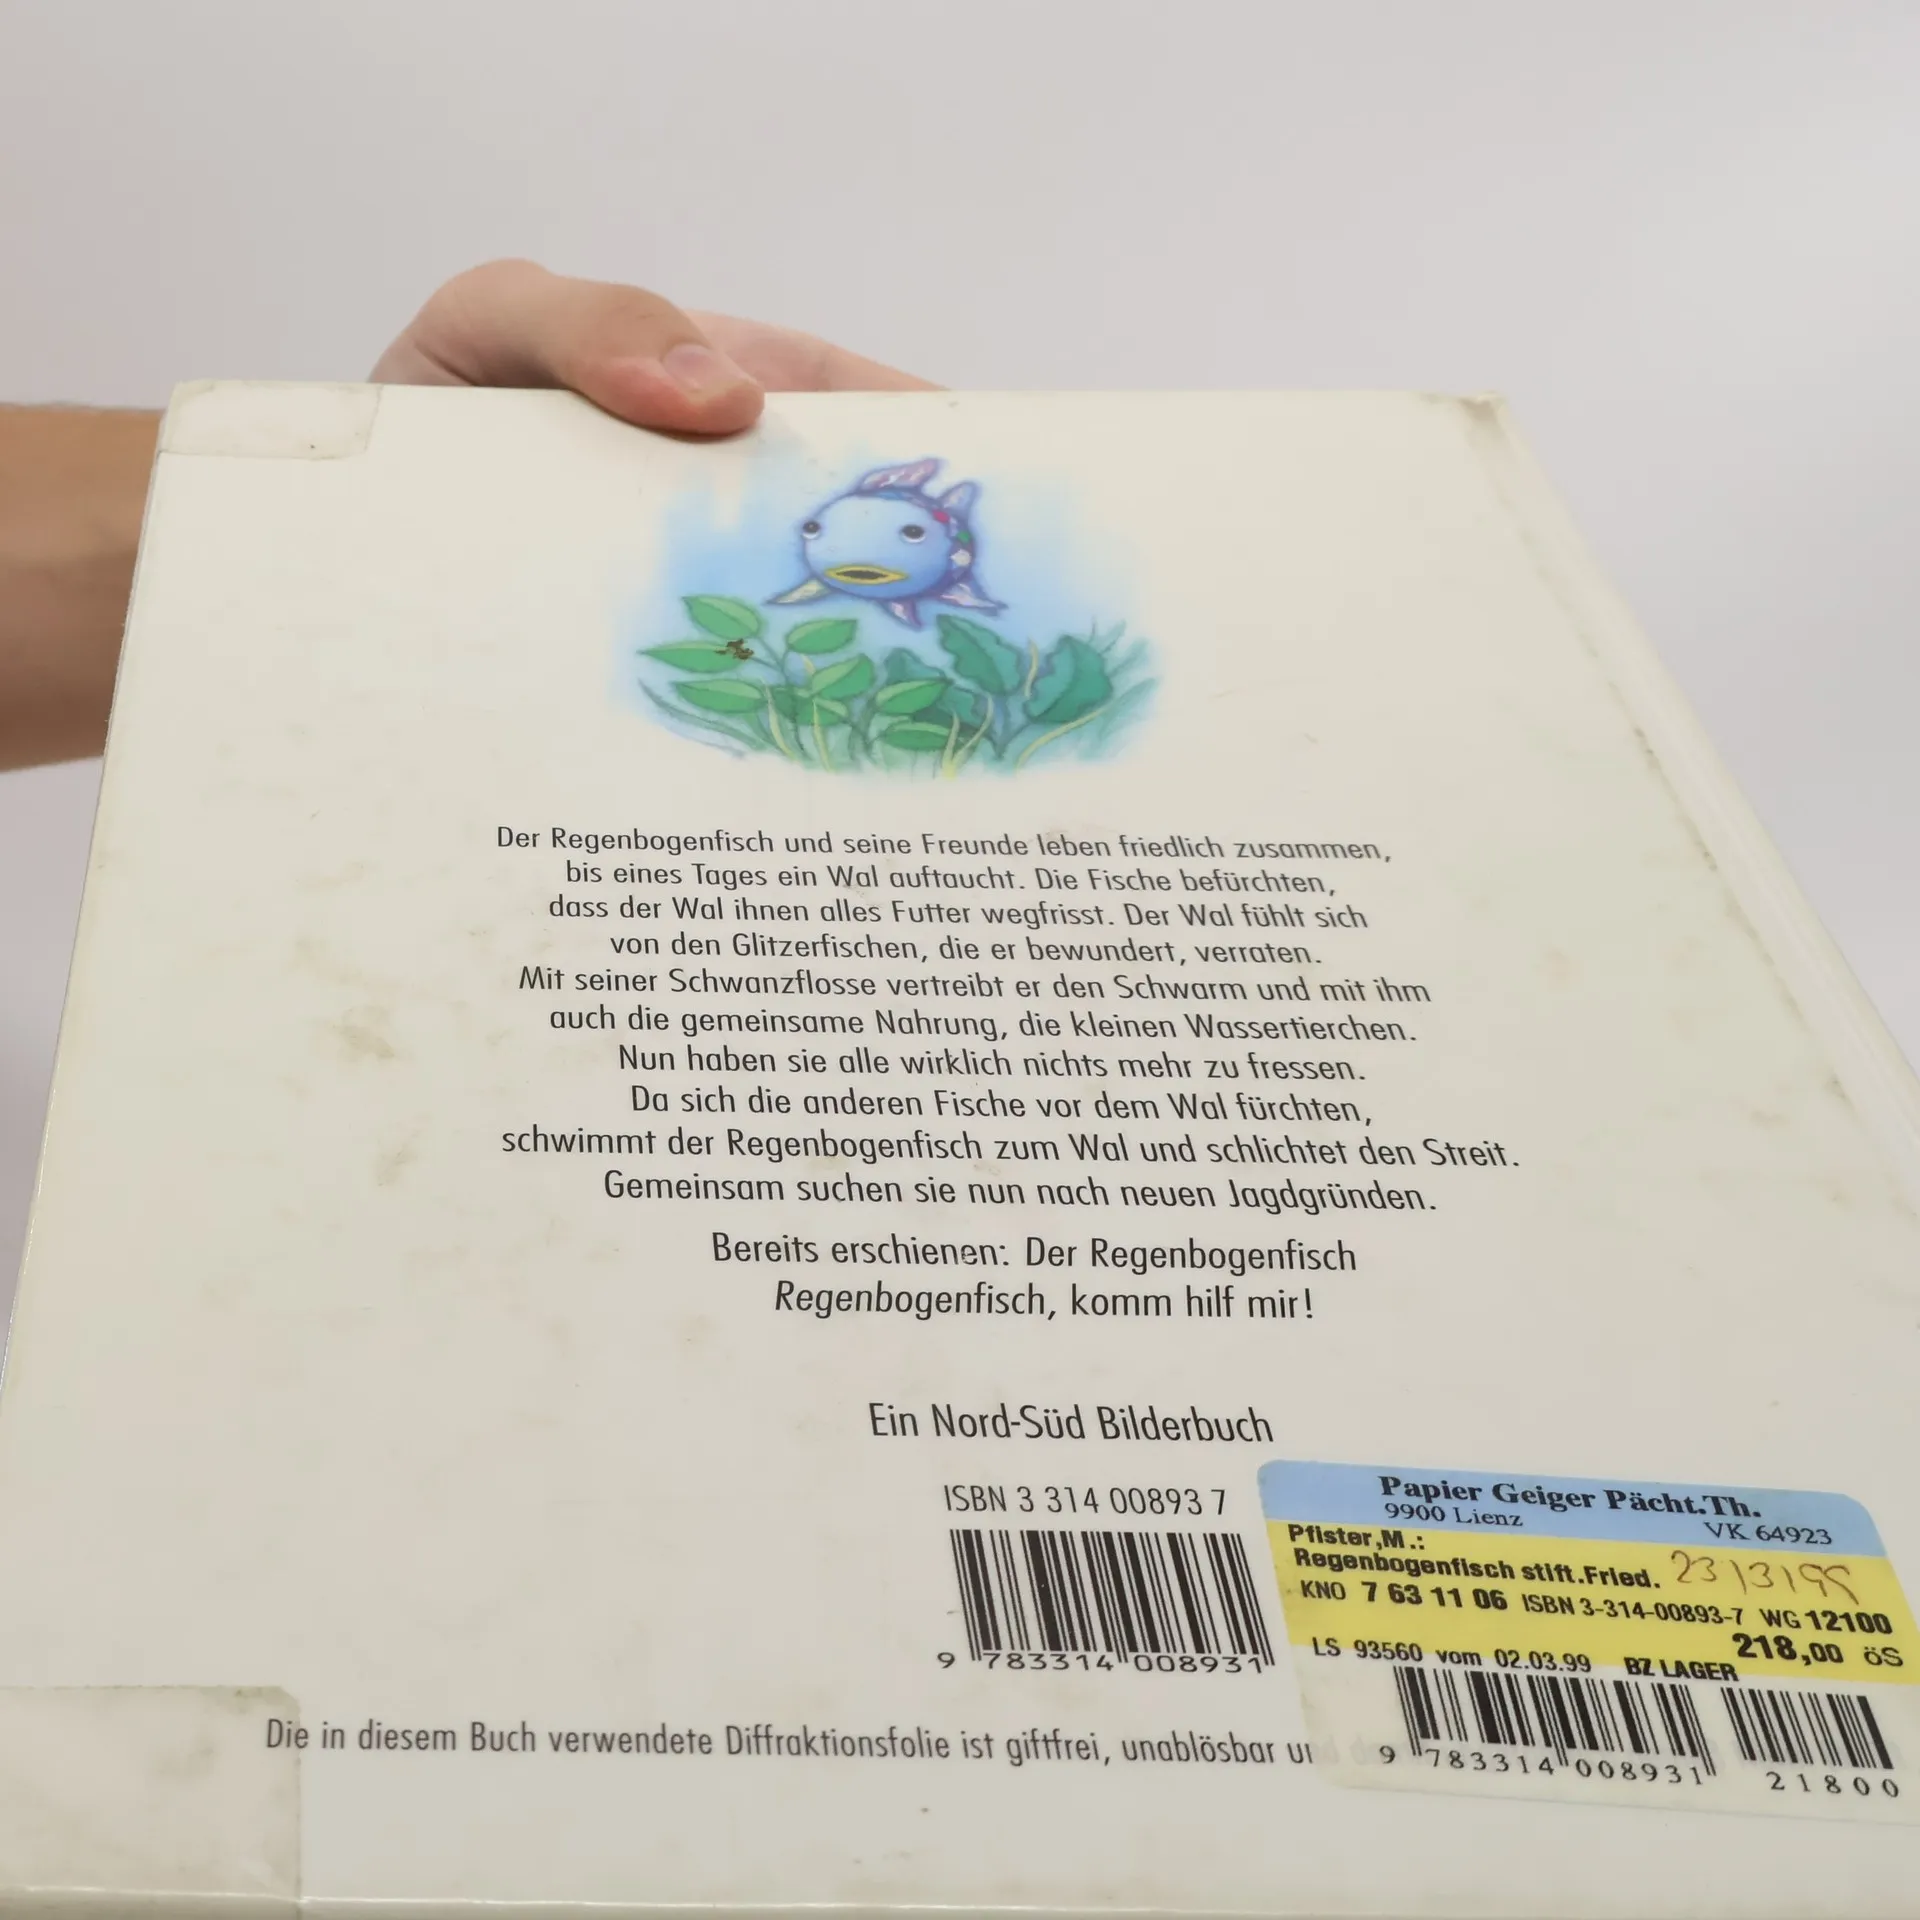 Der Regenbogenfisch und seine Freunde leben friedlich zusammen,
bis eines Tages ein Wal auftaucht. Die Fische befürchten,
dass der Wal ihnen alles Futter wegfrisst. Der Wal fühlt sich
von den Glitzerfischen, die er bewundert, verraten.
Mit seiner Schwanzflosse vertreibt er den Schwarm und mit ihm
auch die gemeinsame Nahrung, die kleinen Wassertierchen.
Nun haben sie alle wirklich nichts mehr zu fressen.
Da sich die anderen Fische vor dem Wal fürchten,
schwimmt der Regenbogenfisch zum Wal und schlichtet den Streit.
Gemeinsam suchen sie nun nach neuen Jagdgründen.
Bereits erschienen: Der Regenbogenfisch
Regenbogenfisch, komm hilf mir!
Ein Nord-Süd Bilderbuch
ISBN 3 314 00893 7
9 783314 008931
Papier Geiger Pächt.Th.
9900 Lienz VK 64923
Pfister,M.:
Regenbogenfisch stift.Fried.
KNO 7 63 11 06 ISBN 3-314-00893-7 WG 12100
218,00 öS
LS 93560 vom 02.03.99 BZ LAGER
9 783314 008931 21800
Die in diesem Buch verwendete Diffraktionsfolie ist giftfrei, unablösbar